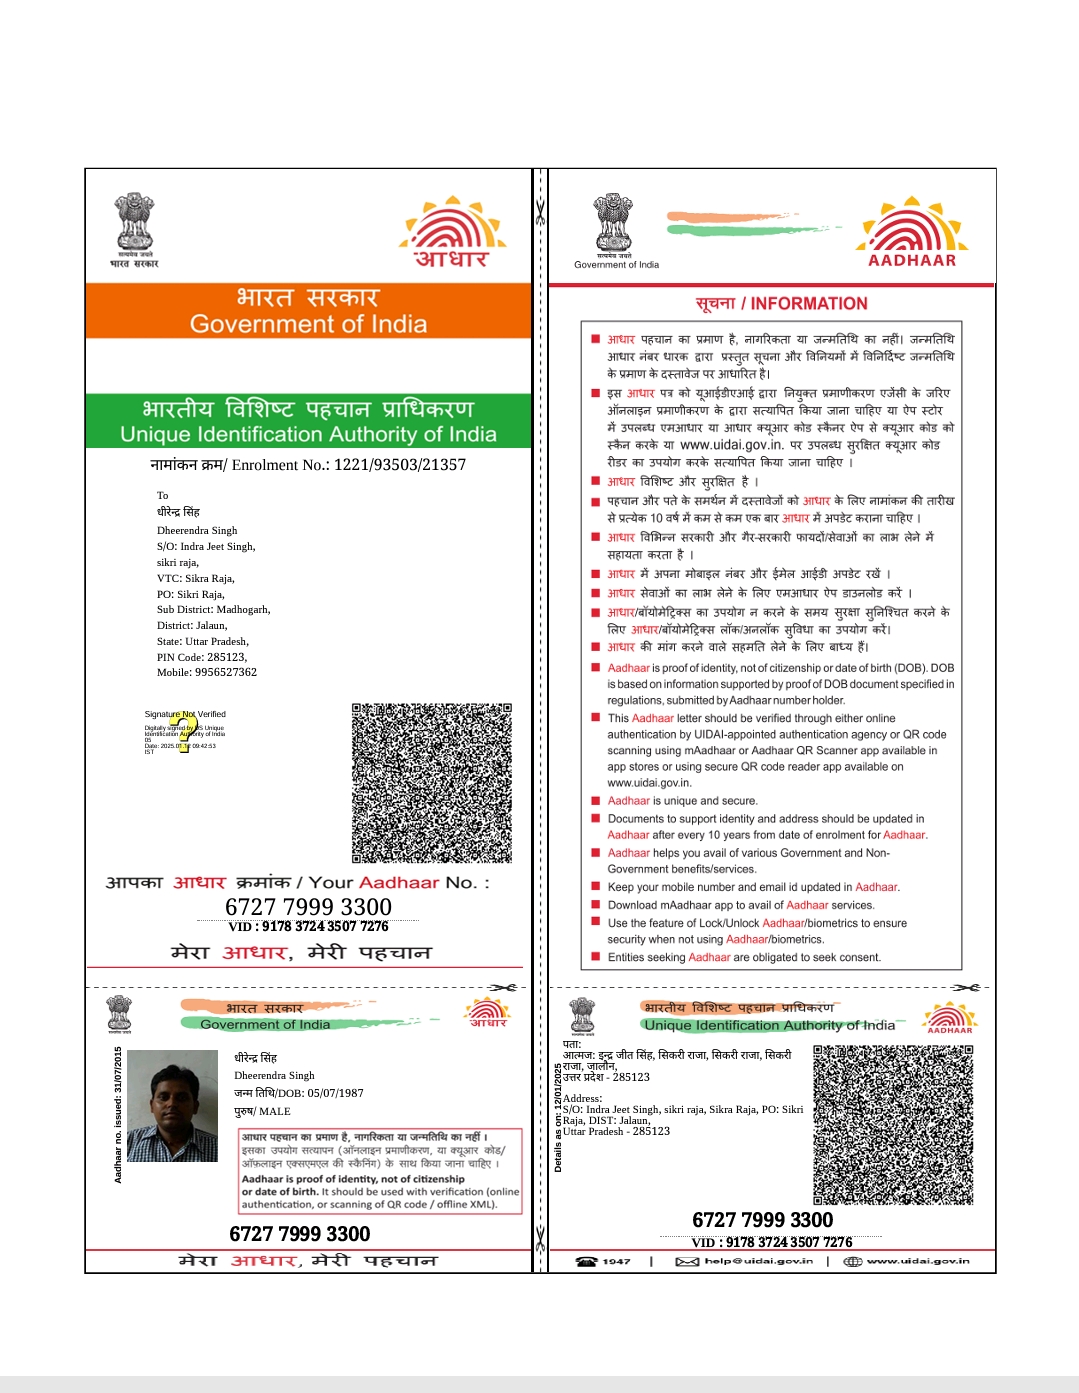 सत्यमेव जयते
भारत सरकार
आधार
भारत सरकार
Government of India
भारतीय विशिष्ट पहचान प्राधिकरण
Unique Identification Authority of India
नामांकन क्रम/ Enrolment No.: 1221/93503/21357
To
धीरेन्द्र सिंह
Dheerendra Singh
S/O: Indra Jeet Singh,
sikri raja,
VTC: Sikra Raja,
PO: Sikri Raja,
Sub District: Madhogarh,
District: Jalaun,
State: Uttar Pradesh,
PIN Code: 285123,
Mobile: 9956527362
Signature Not Verified
Digitally signed by DS Unique
Identification Authority of India
05
Date: 2025.01.12 09:42:53
IST
आपका आधार क्रमांक / Your Aadhaar No. :
6727 7999 3300
VID : 9178 3724 3507 7276
मेरा आधार, मेरी पहचान
सत्यमेव जयते
Government of India
AADHAAR
सूचना / INFORMATION
आधार पहचान का प्रमाण है, नागरिकता या जन्मतिथि का नहीं। जन्मतिथि
आधार नंबर धारक द्वारा प्रस्तुत सूचना और विनियमों में विनिर्दिष्ट जन्मतिथि
के प्रमाण के दस्तावेज पर आधारित है।
इस आधार पत्र को यूआईडीएआई द्वारा नियुक्त प्रमाणीकरण एजेंसी के जरिए
ऑनलाइन प्रमाणीकरण के द्वारा सत्यापित किया जाना चाहिए या ऐप स्टोर
में उपलब्ध एमआधार या आधार क्यूआर कोड स्कैनर ऐप से क्यूआर कोड को
स्कैन करके या www.uidai.gov.in. पर उपलब्ध सुरक्षित क्यूआर कोड
रीडर का उपयोग करके सत्यापित किया जाना चाहिए ।
आधार विशिष्ट और सुरक्षित है ।
पहचान और पते के समर्थन में दस्तावेजों को आधार के लिए नामांकन की तारीख
से प्रत्येक 10 वर्ष में कम से कम एक बार आधार में अपडेट कराना चाहिए ।
आधार विभिन्न सरकारी और गैर-सरकारी फायदों/सेवाओं का लाभ लेने में
सहायता करता है ।
आधार में अपना मोबाइल नंबर और ईमेल आईडी अपडेट रखें ।
आधार सेवाओं का लाभ लेने के लिए एमआधार ऐप डाउनलोड करें ।
आधार/बॉयोमेट्रिक्स का उपयोग न करने के समय सुरक्षा सुनिश्चित करने के
लिए आधार/बॉयोमेट्रिक्स लॉक/अनलॉक सुविधा का उपयोग करें।
आधार की मांग करने वाले सहमति लेने के लिए बाध्य हैं।
Aadhaar is proof of identity, not of citizenship or date of birth (DOB). DOB
is based on information supported by proof of DOB document specified in
regulations, submitted by Aadhaar number holder.
This Aadhaar letter should be verified through either online
authentication by UIDAI-appointed authentication agency or QR code
scanning using mAadhaar or Aadhaar QR Scanner app available in
app stores or using secure QR code reader app available on
www.uidai.gov.in.
Aadhaar is unique and secure.
Documents to support identity and address should be updated in
Aadhaar after every 10 years from date of enrolment for Aadhaar.
Aadhaar helps you avail of various Government and Non-
Government benefits/services.
Keep your mobile number and email id updated in Aadhaar.
Download mAadhaar app to avail of Aadhaar services.
Use the feature of Lock/Unlock Aadhaar/biometrics to ensure
security when not using Aadhaar/biometrics.
Entities seeking Aadhaar are obligated to seek consent.
भारत सरकार
Government of India
आधार
Aadhaar no. issued: 31/07/2015
धीरेन्द्र सिंह
Dheerendra Singh
जन्म तिथि/DOB: 05/07/1987
पुरुष/ MALE
आधार पहचान का प्रमाण है, नागरिकता या जन्मतिथि का नहीं ।
इसका उपयोग सत्यापन (ऑनलाइन प्रमाणीकरण, या क्यूआर कोड/
ऑफ़लाइन एक्सएमएल की स्कैनिंग) के साथ किया जाना चाहिए ।
Aadhaar is proof of identity, not of citizenship
or date of birth. It should be used with verification (online
authentication, or scanning of QR code / offline XML).
6727 7999 3300
मेरा आधार, मेरी पहचान
भारतीय विशिष्ट पहचान प्राधिकरण
Unique Identification Authority of India
AADHAAR
Details as on: 12/01/2025
पता:
आत्मज: इन्द्र जीत सिंह, सिकरी राजा, सिकरी राजा, सिकरी
राजा, जालौन,
उत्तर प्रदेश - 285123
Address:
S/O: Indra Jeet Singh, sikri raja, Sikra Raja, PO: Sikri
Raja, DIST: Jalaun,
Uttar Pradesh - 285123
6727 7999 3300
VID : 9178 3724 3507 7276
1947 | help@uidai.gov.in | www.uidai.gov.in